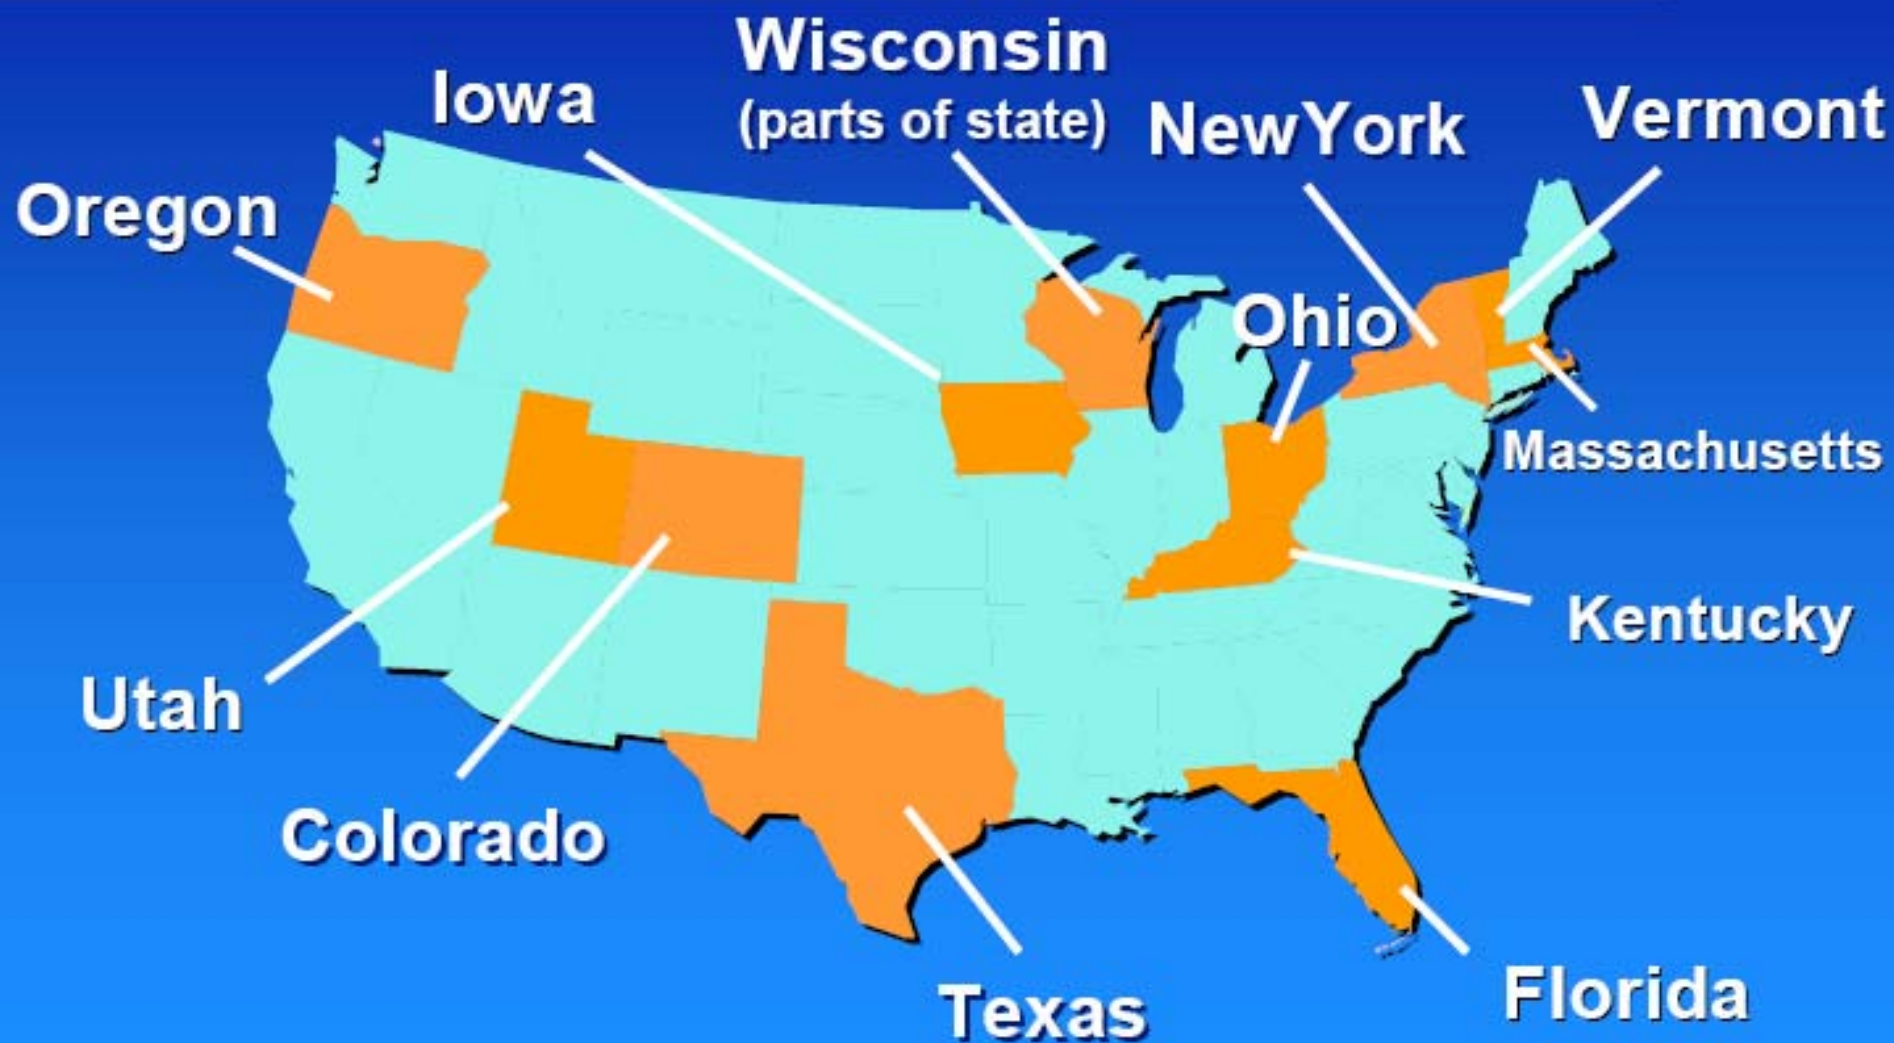 Wisconsin
(parts of state)
Iowa
NewYork
Vermont
Oregon
Ohio
Massachusetts
Kentucky
Utah
Colorado
Texas
Florida